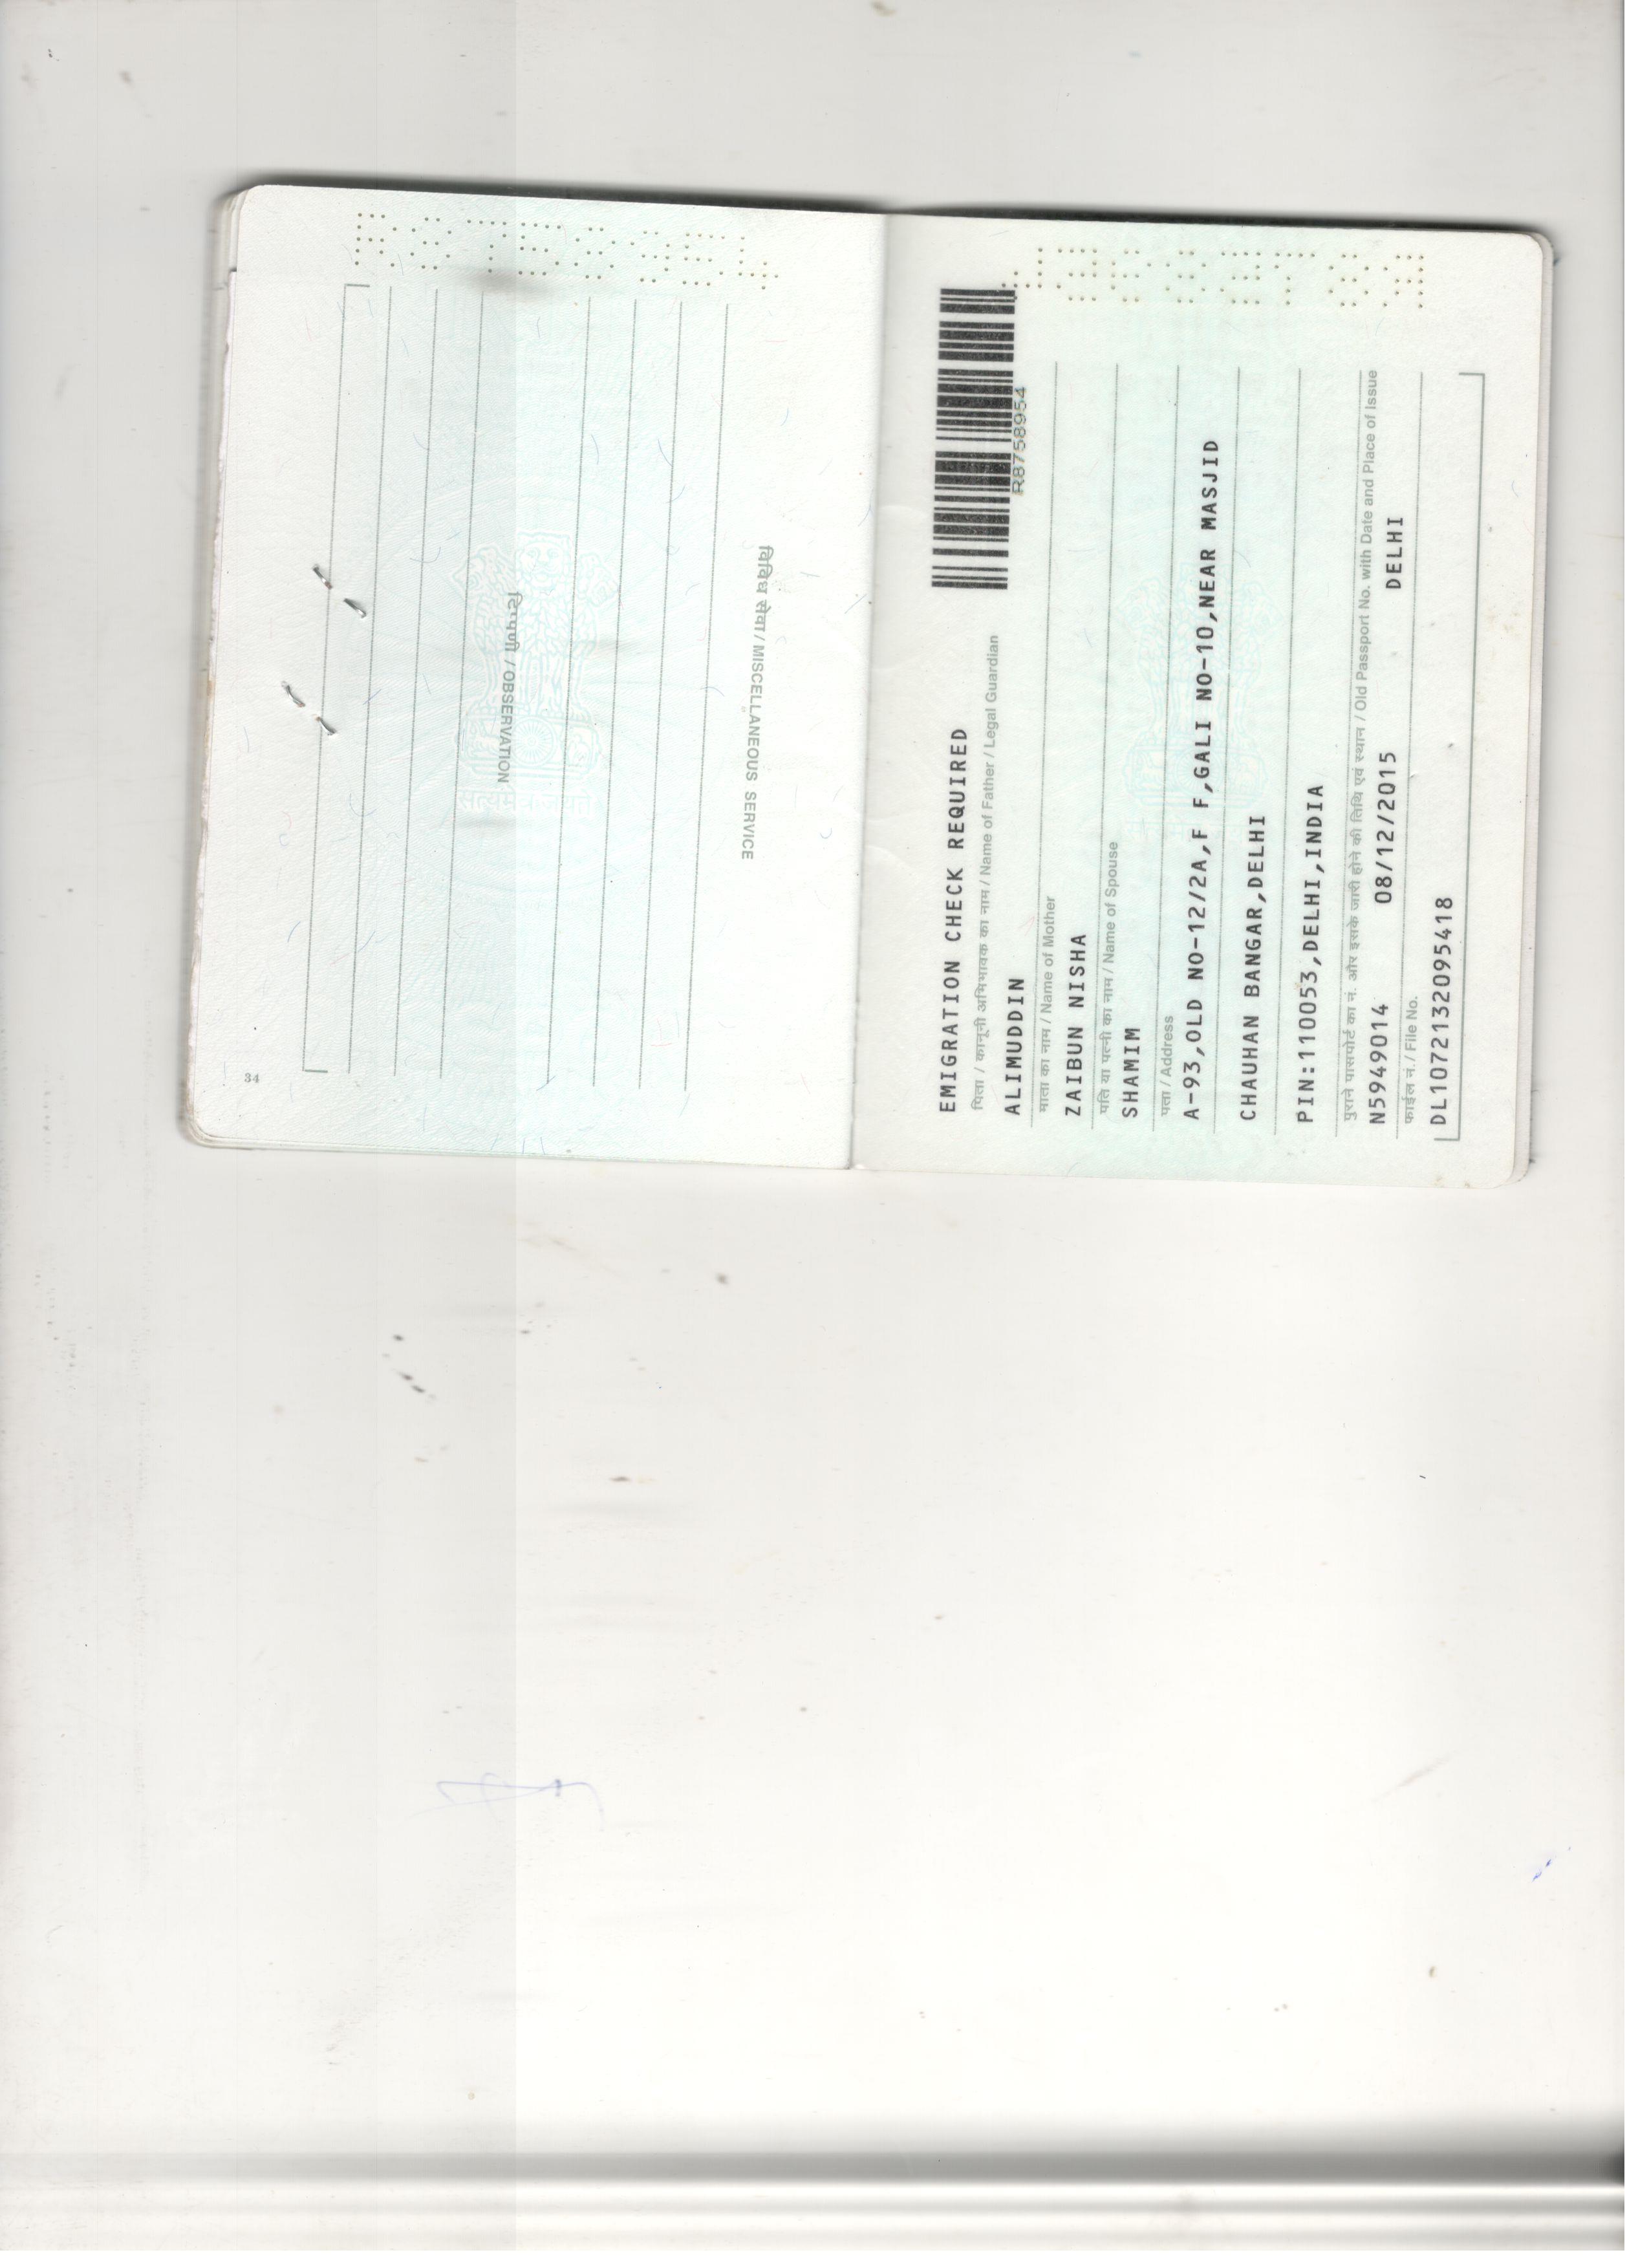 34
टिप्पणी / OBSERVATION
विविध सेवा / MISCELLANEOUS SERVICE
R8758954
EMIGRATION CHECK REQUIRED
पिता / कानूनी अभिभावक का नाम / Name of Father / Legal Guardian
R8758954
ALIMUDDIN
माता का नाम / Name of Mother
ZAIBUN NISHA
पति या पत्नी का नाम / Name of Spouse
SHAMIM
पता / Address
A-93,OLD NO-12/2A,F F,GALI NO-10,NEAR MASJID
CHAUHAN BANGAR,DELHI
PIN:110053,DELHI,INDIA
पुराने पासपोर्ट का नं. और इसके जारी होने की तिथि एवं स्थान / Old Passport No. with Date and Place of Issue
N5949014 08/12/2015 DELHI
फाईल नं. / File No.
DL1072132095418
R8758954